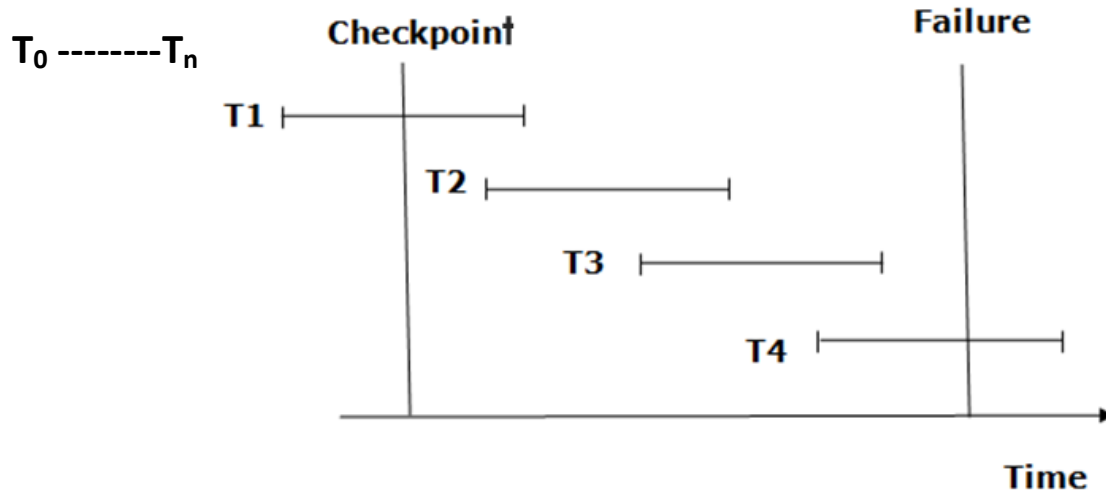 T₀ --------Tₙ
Checkpoint
Failure
T1
T2
T3
T4
Time